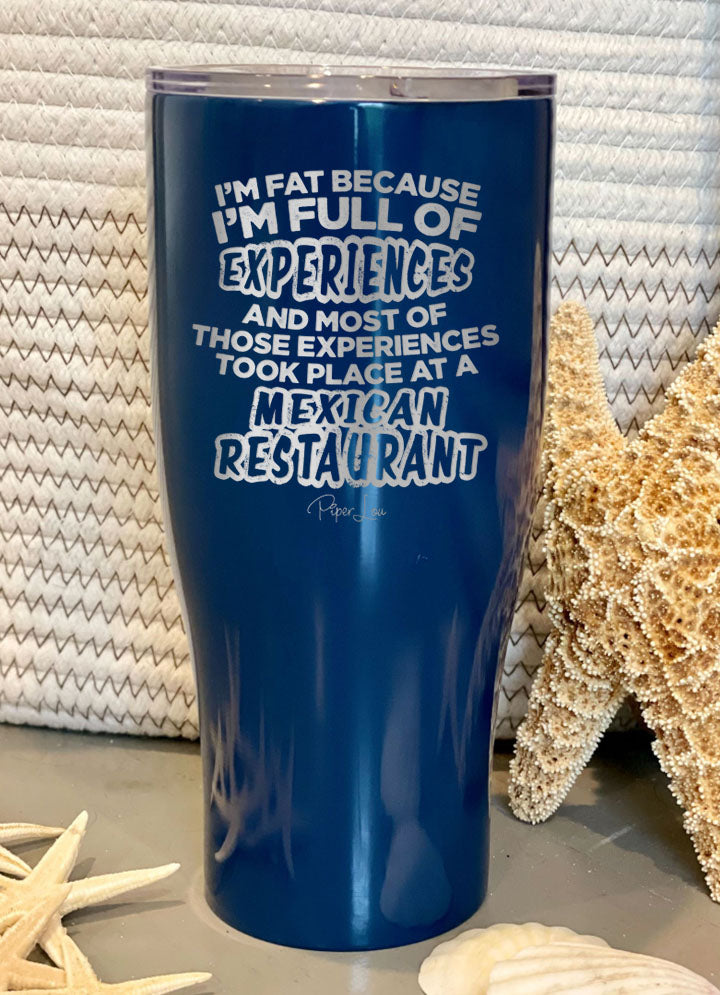 I'M FAT BECAUSE
I'M FULL OF
EXPERIENCES
AND MOST OF
THOSE EXPERIENCES
TOOK PLACE AT A
MEXICAN
RESTAURANT
Piper Lou